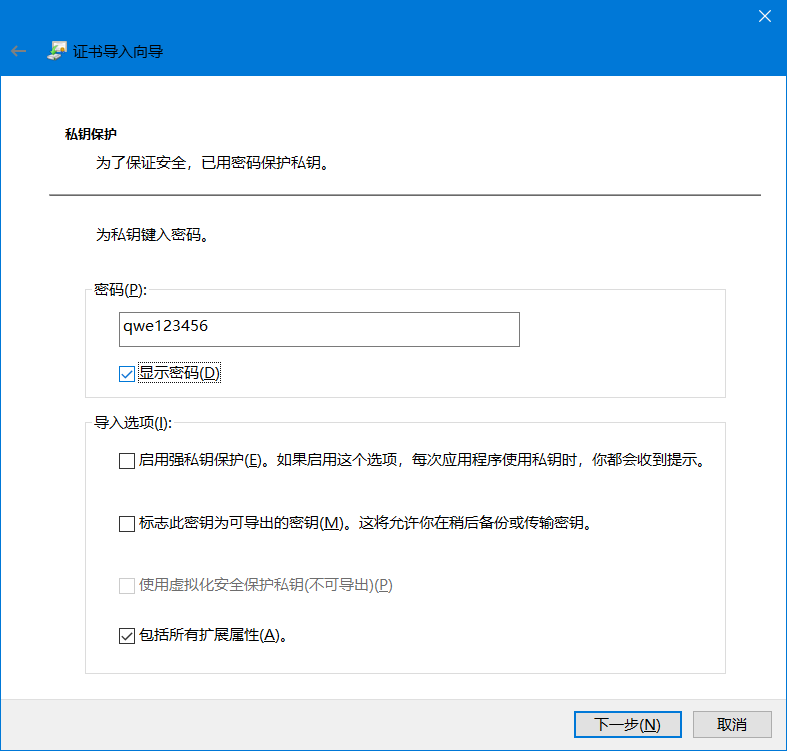 证书导入向导
私钥保护
为了保证安全，已用密码保护私钥。
为私钥键入密码。
密码(P):
qwe123456
显示密码(D)
导入选项(I):
启用强私钥保护(E)。如果启用这个选项，每次应用程序使用私钥时，你都会收到提示。
标志此密钥为可导出的密钥(M)。这将允许你在稍后备份或传输密钥。
使用虚拟化安全保护私钥(不可导出)(P)
包括所有扩展属性(A)。
下一步(N)
取消